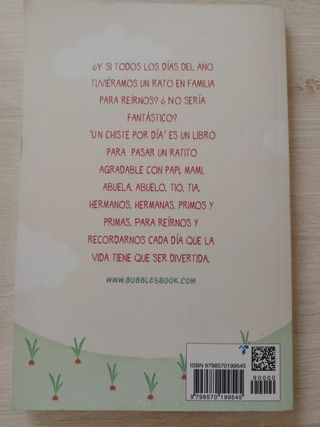 ¿Y SI TODOS LOS DÍAS DEL AÑO
TUVIÉRAMOS UN RATO EN FAMILIA
PARA REÍRNOS? ¿ NO SERÍA
FANTÁSTICO?
'UN CHISTE POR DÍA' ES UN LIBRO
PARA PASAR UN RATITO
AGRADABLE CON PAPI, MAMI,
ABUELA, ABUELO, TIO, TIA,
HERMANOS, HERMANAS, PRIMOS Y
PRIMAS. PARA REÍRNOS Y
RECORDARNOS CADA DÍA QUE LA
VIDA TIENE QUE SER DIVERTIDA.
WWW.BUBBLESBOOK.COM
ISBN 9798570199545
90000
9 798570 199545